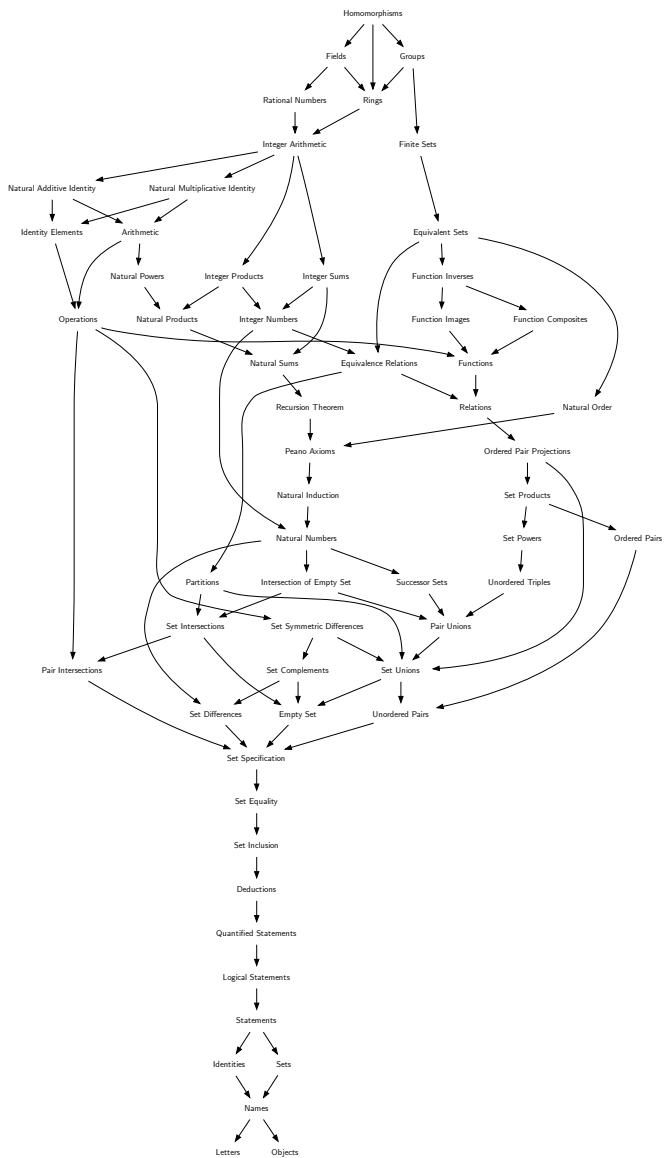 Homomorphisms
Fields
Groups
Rational Numbers
Rings
Integer Arithmetic
Finite Sets
Natural Additive Identity
Natural Multiplicative Identity
Identity Elements
Arithmetic
Equivalent Sets
Natural Powers
Integer Products
Integer Sums
Function Inverses
Operations
Natural Products
Integer Numbers
Function Images
Function Composites
Natural Sums
Equivalence Relations
Functions
Recursion Theorem
Relations
Natural Order
Peano Axioms
Ordered Pair Projections
Natural Induction
Set Products
Natural Numbers
Set Powers
Ordered Pairs
Partitions
Intersection of Empty Set
Successor Sets
Unordered Triples
Set Intersections
Set Symmetric Differences
Pair Unions
Pair Intersections
Set Complements
Set Unions
Set Differences
Empty Set
Unordered Pairs
Set Specification
Set Equality
Set Inclusion
Deductions
Quantified Statements
Logical Statements
Statements
Identities
Sets
Names
Letters
Objects